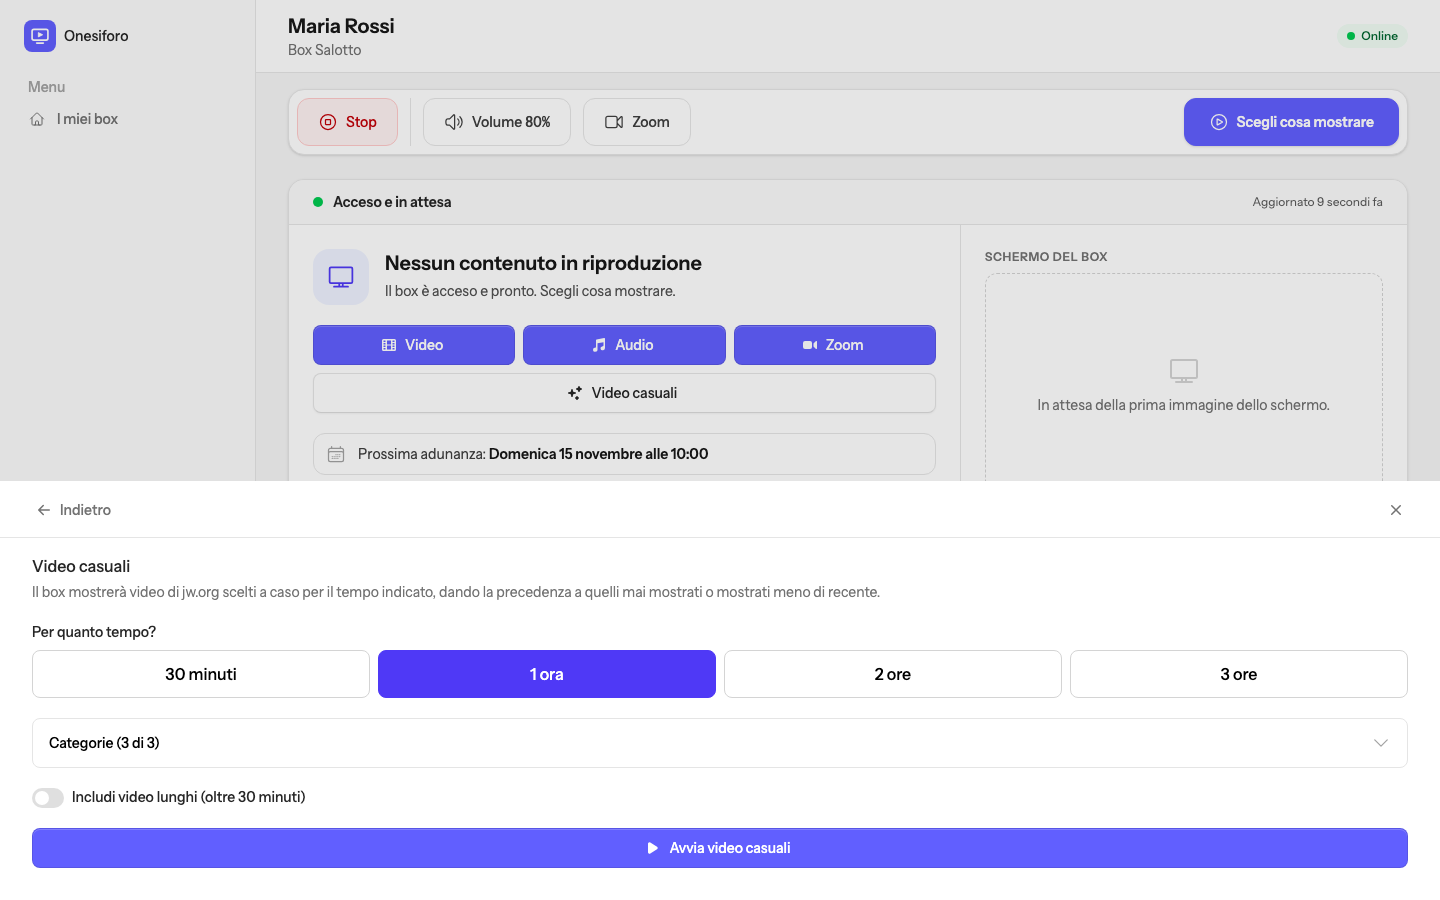 Onesiforo
Menu
I miei box
Maria Rossi
Box Salotto
Online
Stop
Volume 80%
Zoom
Scegli cosa mostrare
Acceso e in attesa
Aggiornato 9 secondi fa
Nessun contenuto in riproduzione
Il box è acceso e pronto. Scegli cosa mostrare.
Video
Audio
Zoom
Video casuali
Prossima adunanza: Domenica 15 novembre alle 10:00
SCHERMO DEL BOX
In attesa della prima immagine dello schermo.
Indietro
Video casuali
Il box mostrerà video di jw.org scelti a caso per il tempo indicato, dando la precedenza a quelli mai mostrati o mostrati meno di recente.
Per quanto tempo?
30 minuti
1 ora
2 ore
3 ore
Categorie (3 di 3)
Includi video lunghi (oltre 30 minuti)
Avvia video casuali